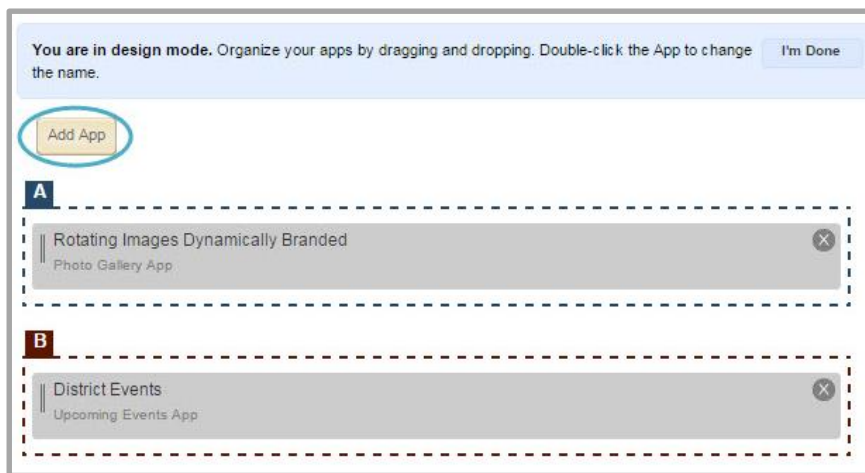 You are in design mode. Organize your apps by dragging and dropping. Double-click the App to change
the name.
I'm Done
Add App
A
Rotating Images Dynamically Branded
Photo Gallery App
X
B
District Events
Upcoming Events App
X